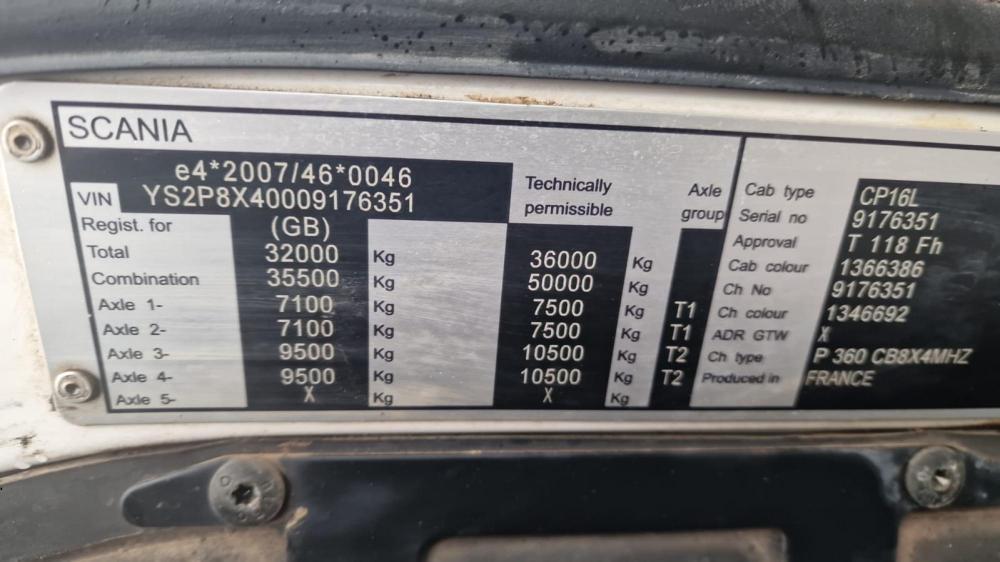 SCANIA
e4*2007/46*0046
VIN YS2P8X40009176351
Technically permissible
Axle group
Regist. for (GB)
Total 32000 Kg 36000 Kg
Combination 35500 Kg 50000 Kg
Axle 1- 7100 Kg 7500 Kg T1
Axle 2- 7100 Kg 7500 Kg T1
Axle 3- 9500 Kg 10500 Kg T2
Axle 4- 9500 Kg 10500 Kg T2
Axle 5- X Kg X Kg
Cab type CP16L
Serial no 9176351
Approval T 118 Fh
Cab colour 1366386
Ch No 9176351
Ch colour 1346692
ADR GTW X
Ch type P 360 CB8X4MHZ
Produced in FRANCE